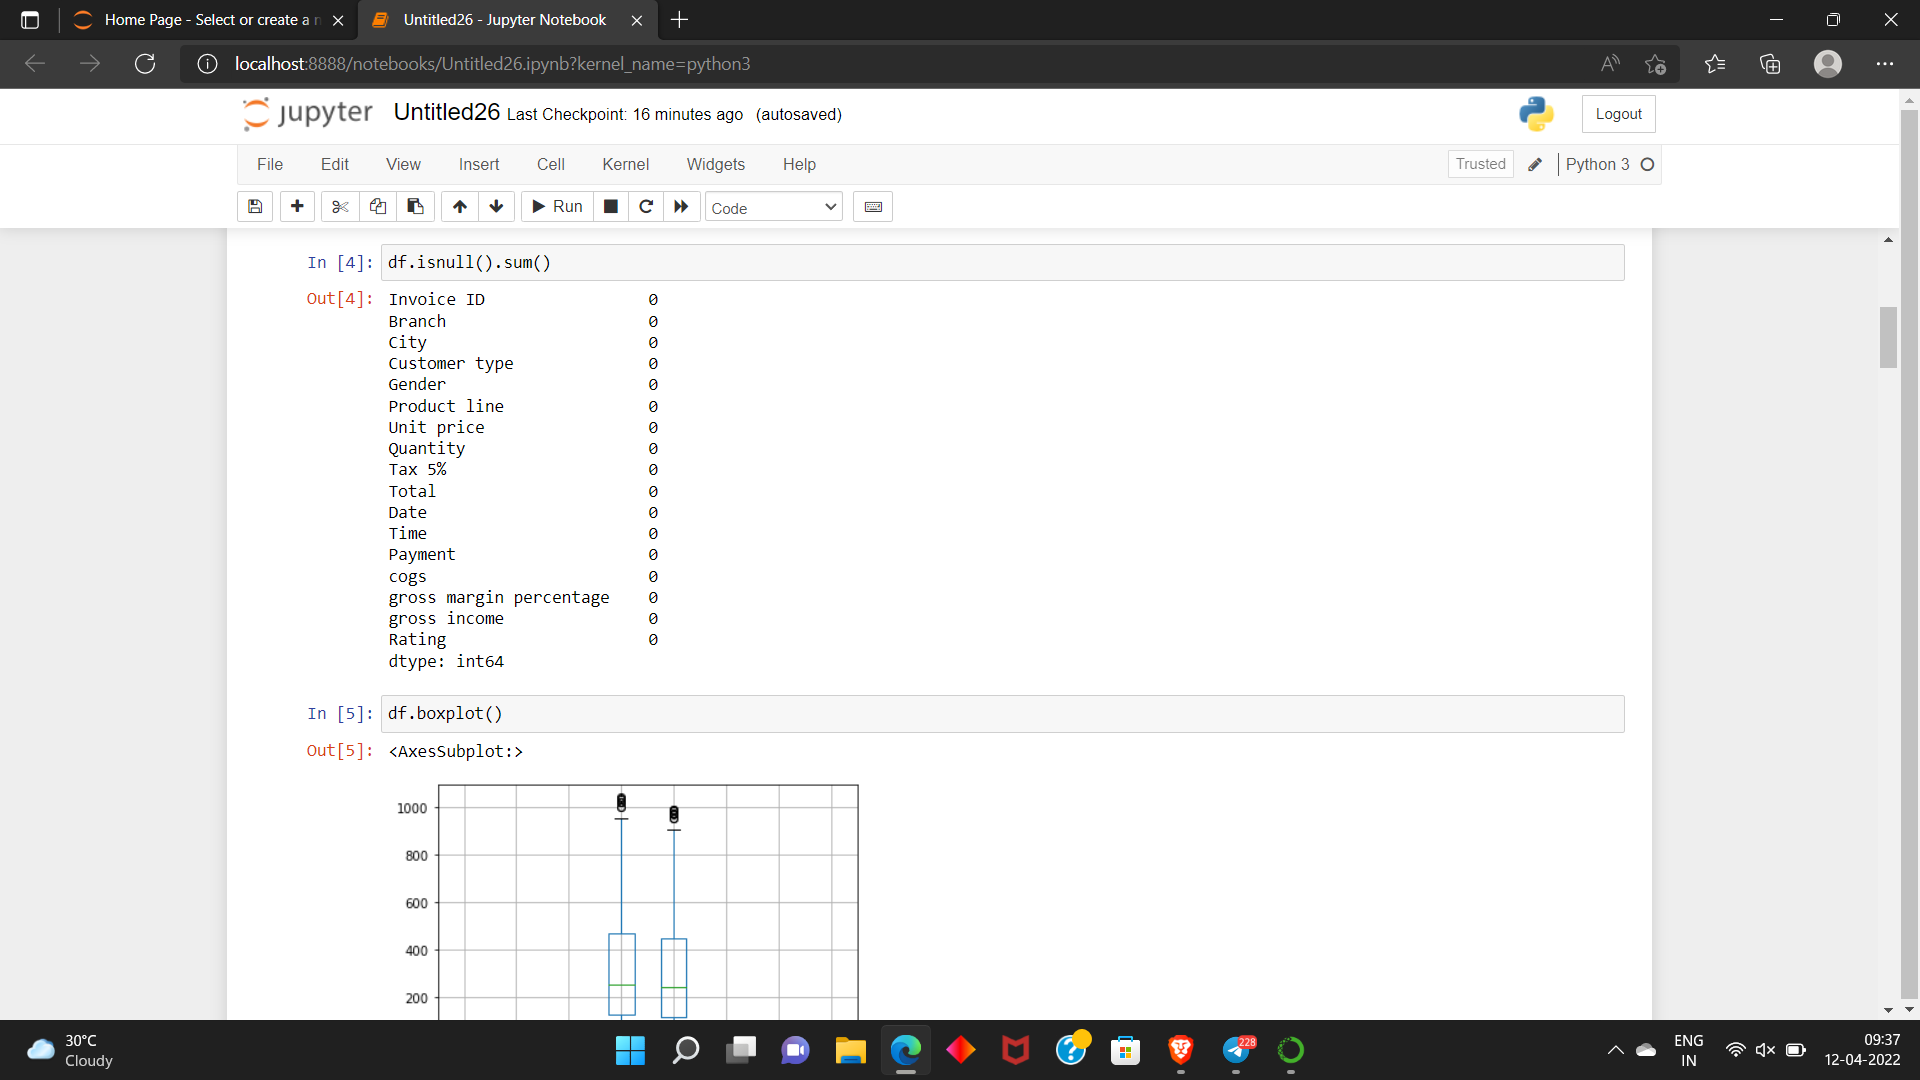 Home Page - Select or create a n
Untitled26 - Jupyter Notebook
localhost:8888/notebooks/Untitled26.ipynb?kernel_name=python3
jupyter Untitled26 Last Checkpoint: 16 minutes ago (autosaved)
Logout
File Edit View Insert Cell Kernel Widgets Help
Trusted
Python 3
Run
Code
In [4]: df.isnull().sum()
Out[4]: Invoice ID 0
Branch 0
City 0
Customer type 0
Gender 0
Product line 0
Unit price 0
Quantity 0
Tax 5% 0
Total 0
Date 0
Time 0
Payment 0
cogs 0
gross margin percentage 0
gross income 0
Rating 0
dtype: int64
In [5]: df.boxplot()
Out[5]: <AxesSubplot:>
1000
800
600
400
200
30°C
Cloudy
228
ENG
IN
09:37
12-04-2022